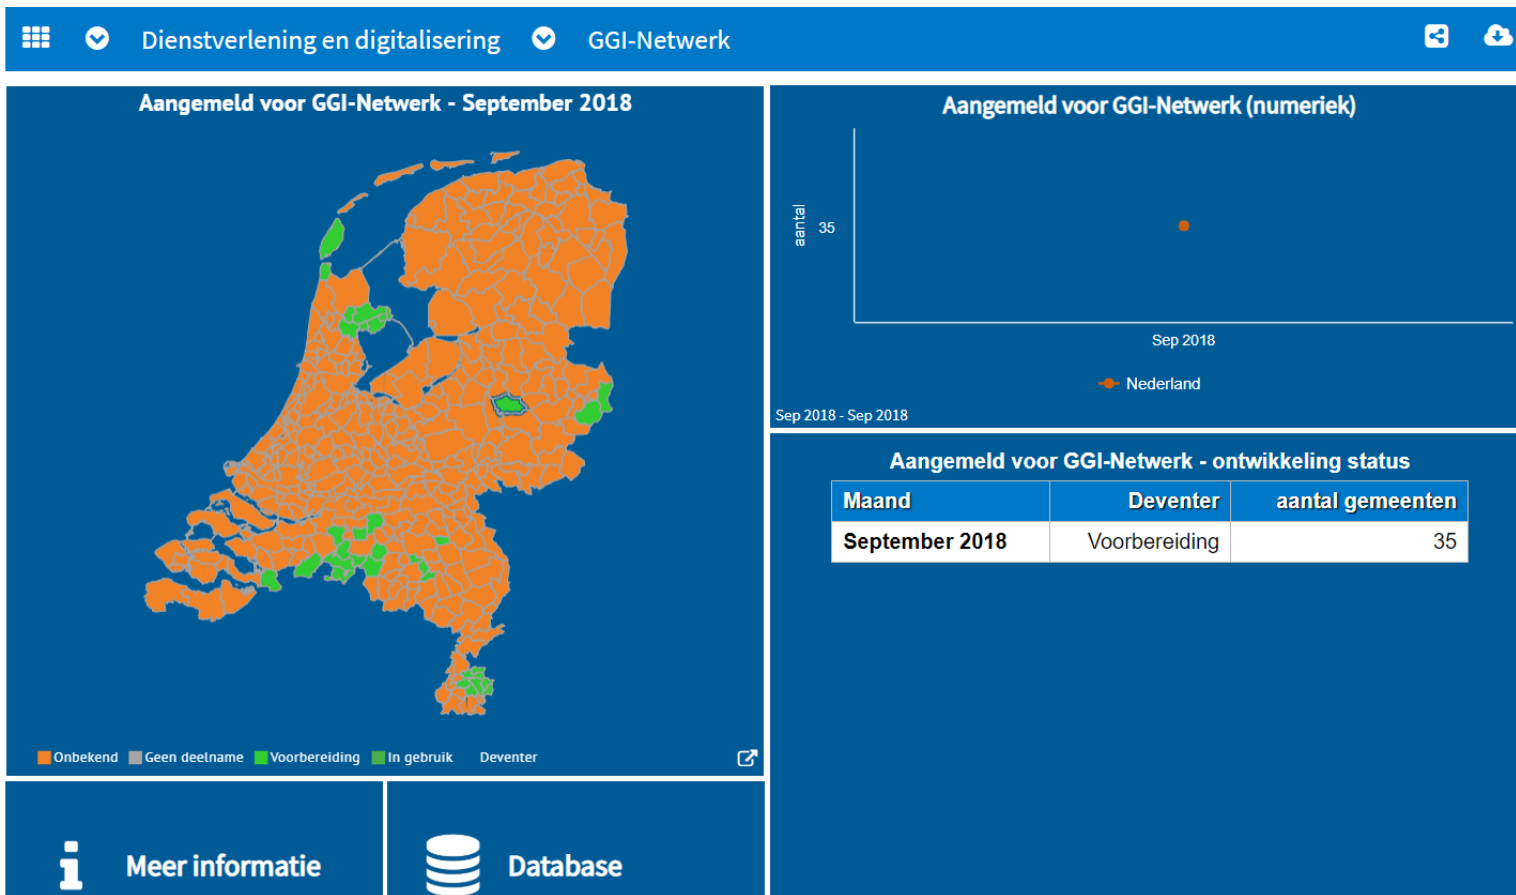 Dienstverlening en digitalisering GGI-Netwerk
Aangemeld voor GGI-Netwerk - September 2018
Onbekend Geen deelname Voorbereiding In gebruik Deventer
Aangemeld voor GGI-Netwerk (numeriek)
aantal
35
Sep 2018
Nederland
Sep 2018 - Sep 2018
Aangemeld voor GGI-Netwerk - ontwikkeling status
Maand Deventer aantal gemeenten
September 2018 Voorbereiding 35
Meer informatie
Database